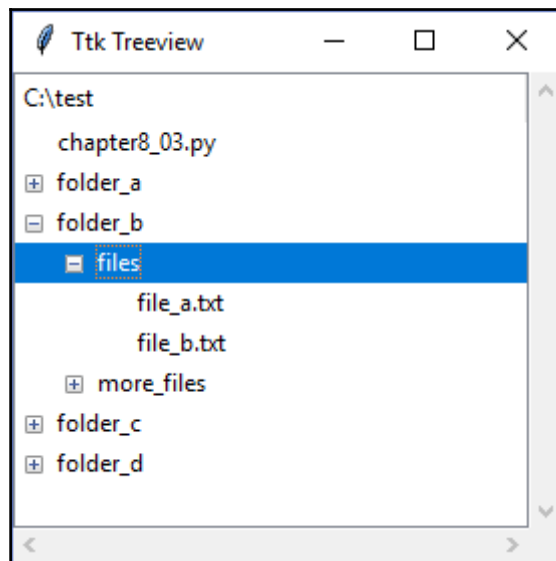 Ttk Treeview
C:\test
chapter8_03.py
folder_a
folder_b
files
file_a.txt
file_b.txt
more_files
folder_c
folder_d